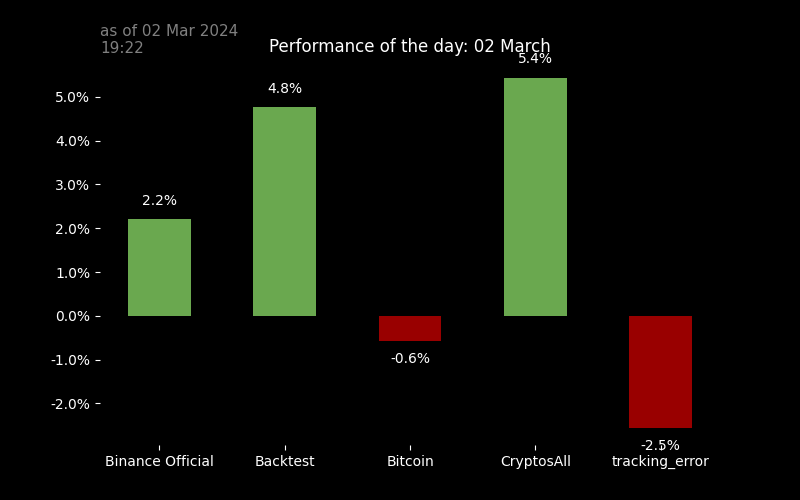 as of 02 Mar 2024
19:22
Performance of the day: 02 March
5.4%
5.0%
4.8%
4.0%
3.0%
2.2%
2.0%
1.0%
0.0%
-0.6%
-1.0%
-2.0%
-2.5%
Binance Official
Backtest
Bitcoin
CryptosAll
tracking_error